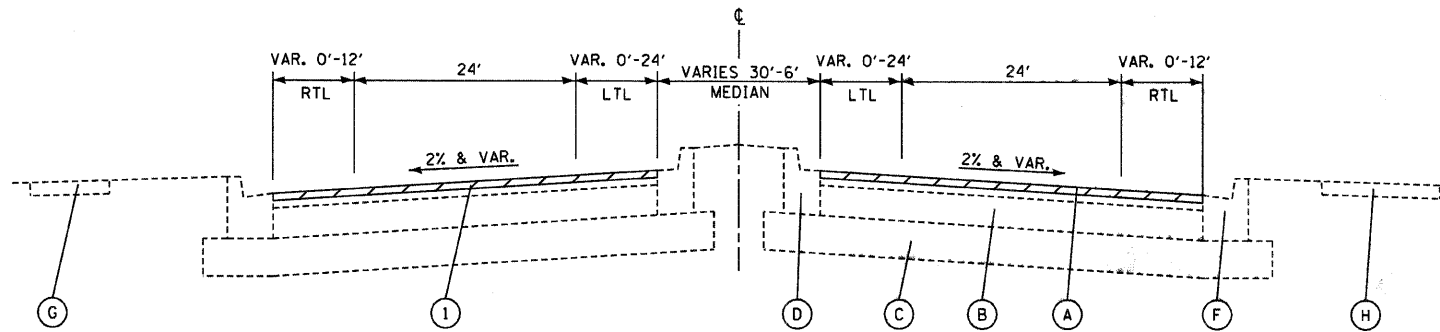 ℄
VAR. 0'-12' VAR. 0'-24' VAR. 0'-24' VAR. 0'-12'
24' VARIES 30'-6' 24'
RTL LTL MEDIAN LTL RTL
2% & VAR. 2% & VAR.
G 1 D C B A F H